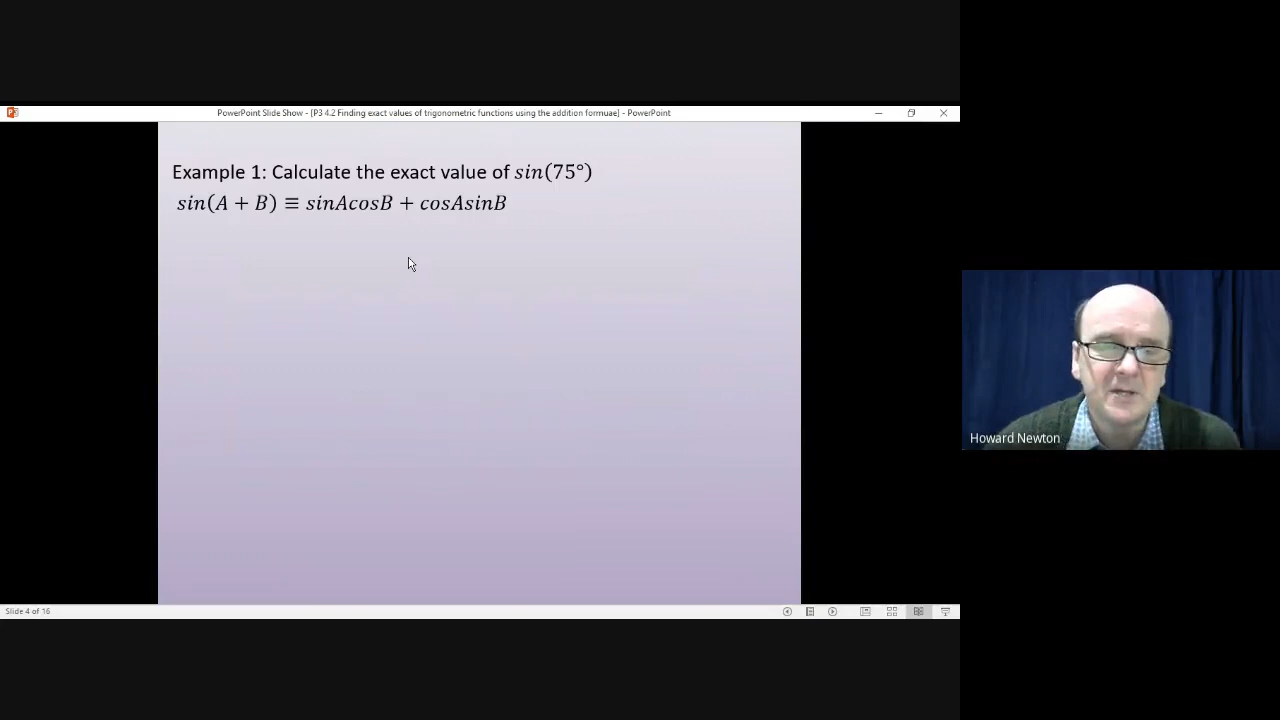 PowerPoint Slide Show - [P3 4.2 Finding exact values of trigonometric functions using the addition formuae] - PowerPoint
Example 1: Calculate the exact value of 𝑠𝑖𝑛(75°)
𝑠𝑖𝑛(𝐴 + 𝐵) ≡ 𝑠𝑖𝑛𝐴𝑐𝑜𝑠𝐵 + 𝑐𝑜𝑠𝐴𝑠𝑖𝑛𝐵
Howard Newton
Slide 4 of 16